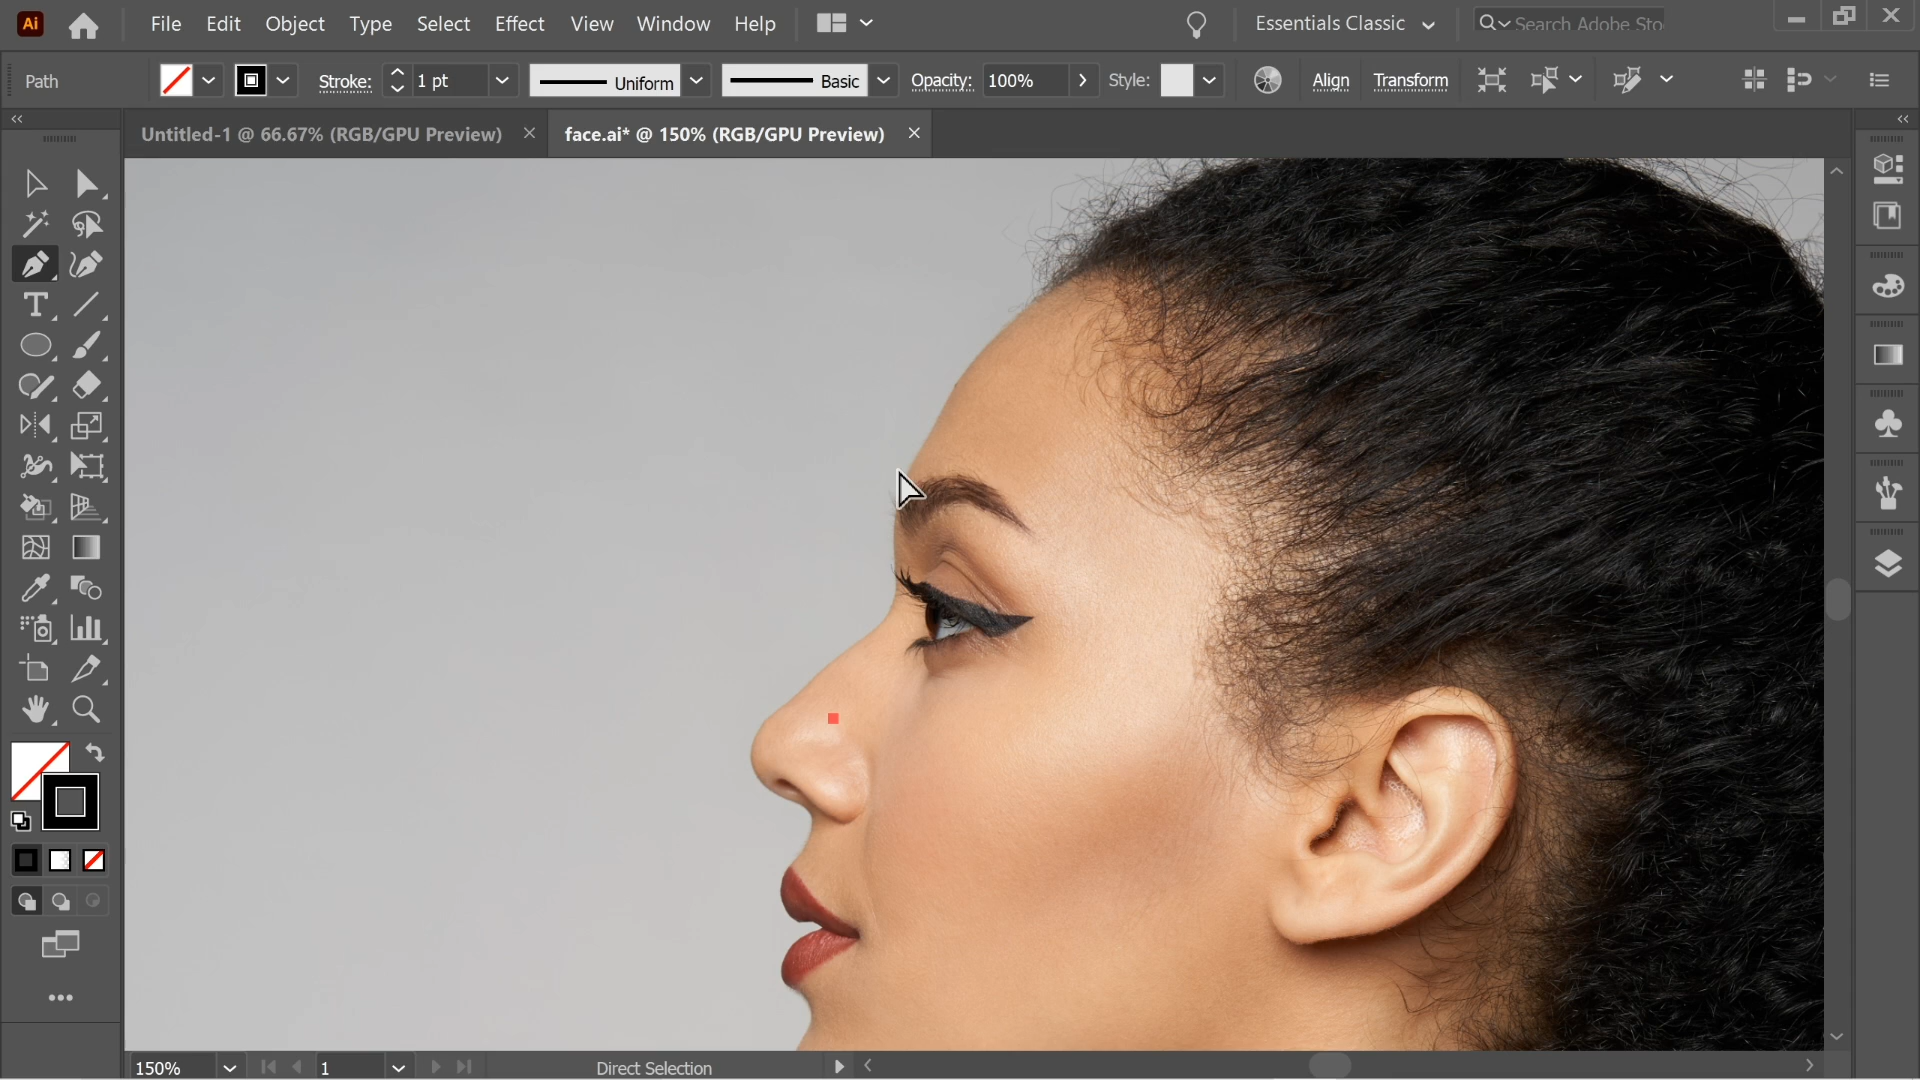 Ai File Edit Object Type Select Effect View Window Help Essentials Classic Search Adobe Sto
Path Stroke: 1 pt Uniform Basic Opacity: 100% Style: Align Transform
Untitled-1 @ 66.67% (RGB/GPU Preview) face.ai* @ 150% (RGB/GPU Preview)
150% 1 Direct Selection